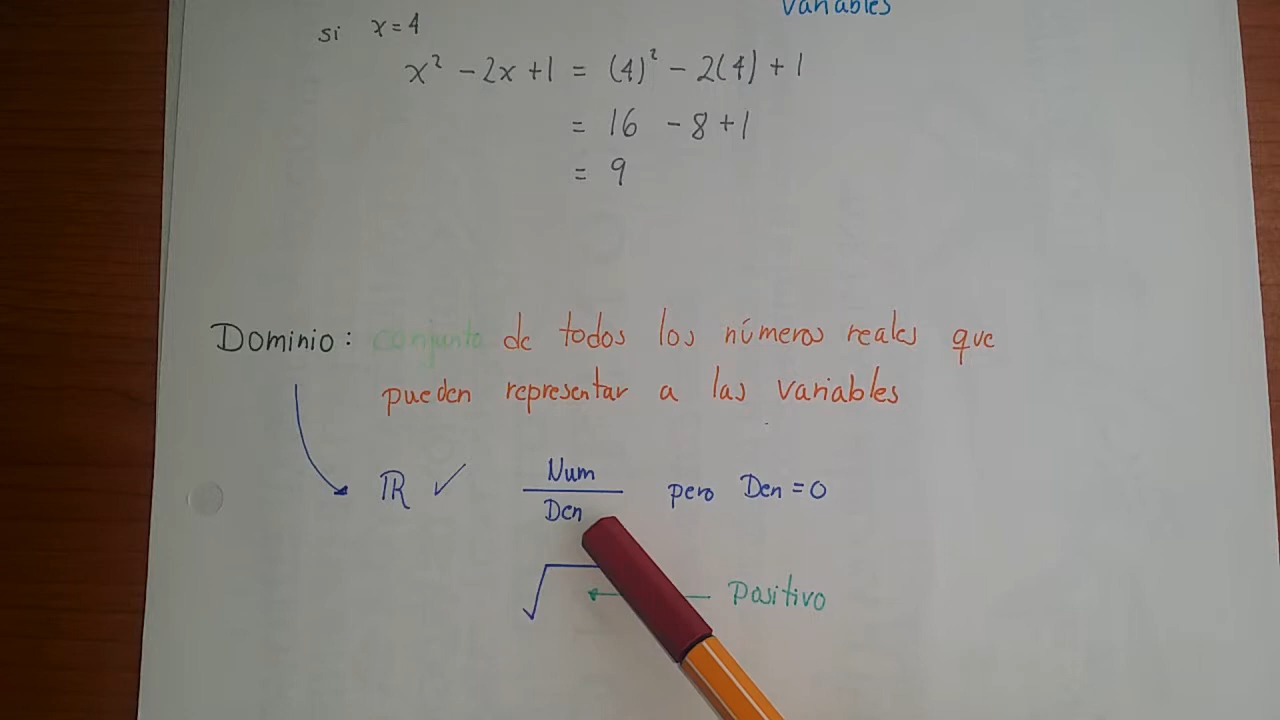 variables
si x=4
x² - 2x + 1 = (4)² - 2(4) + 1
= 16 - 8 + 1
= 9
Dominio: conjunto de todos los números reales que
pueden representar a las variables
ℝ ✓ Num/Den pero Den = 0
√ ← Positivo